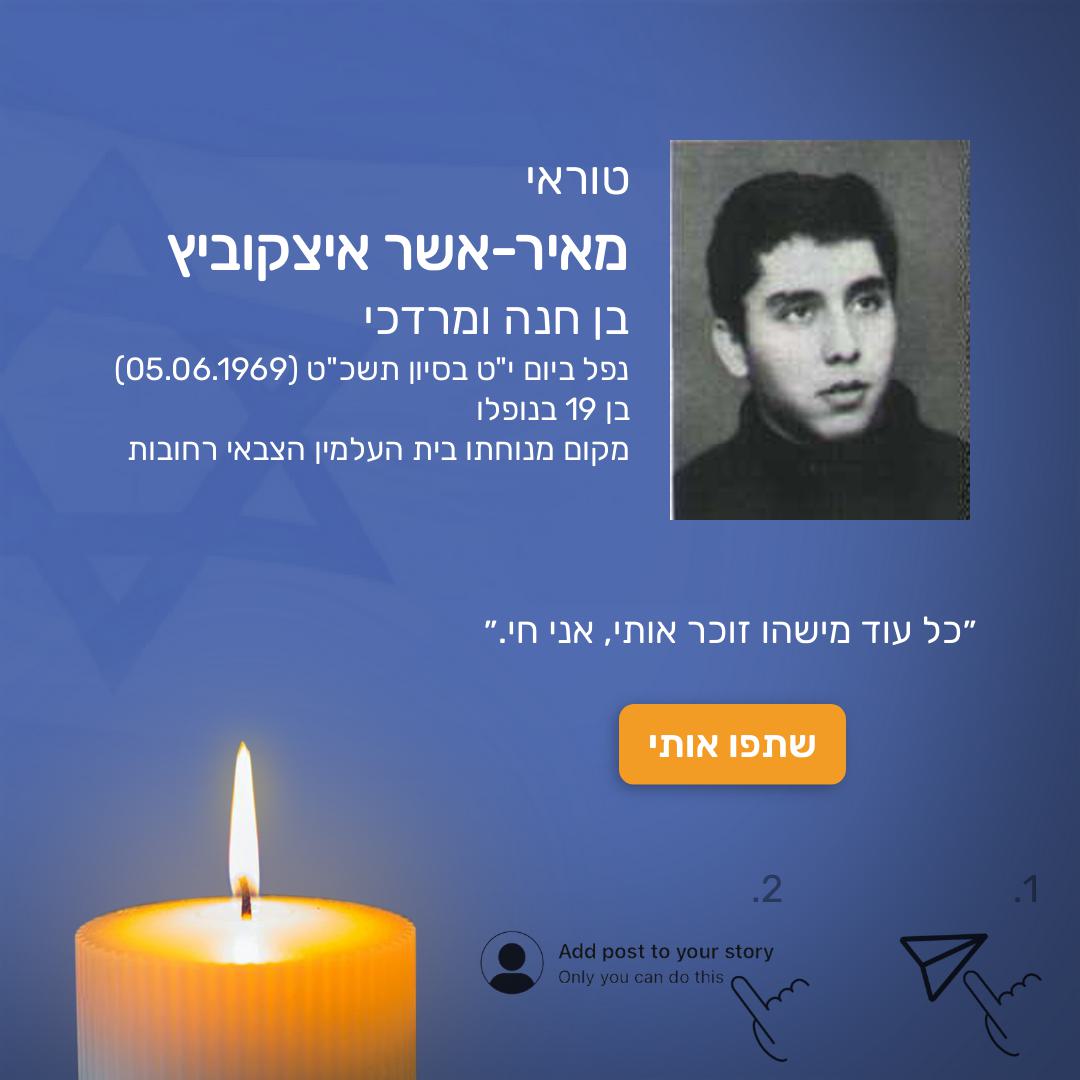 טוראי
מאיר-אשר איצקוביץ
בן חנה ומרדכי
נפל ביום י"ט בסיון תשכ"ט (05.06.1969)
בן 19 בנופלו
מקום מנוחתו בית העלמין הצבאי רחובות
״כל עוד מישהו זוכר אותי, אני חי.״
שתפו אותי
.1
.2
Add post to your story
Only you can do this